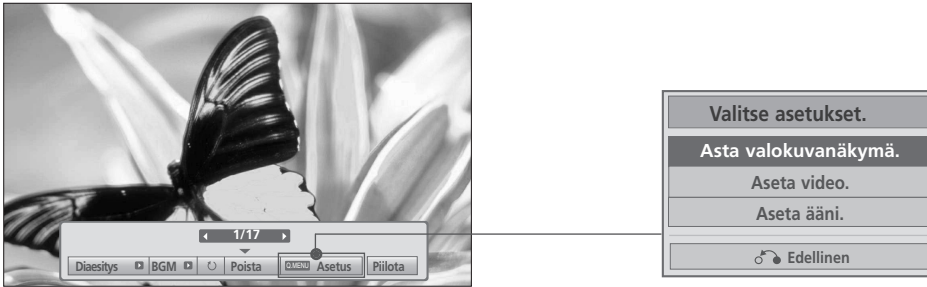 1/17
Diaesitys BGM Poista Q.MENU Asetus Piilota
Valitse asetukset.
Asta valokuvanäkymä.
Aseta video.
Aseta ääni.
Edellinen